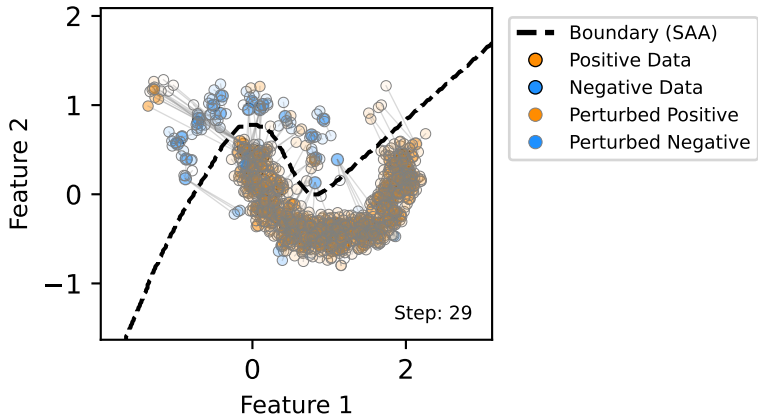 2
1
0
−1
Feature 2
0
2
Feature 1
Step: 29
Boundary (SAA)
Positive Data
Negative Data
Perturbed Positive
Perturbed Negative